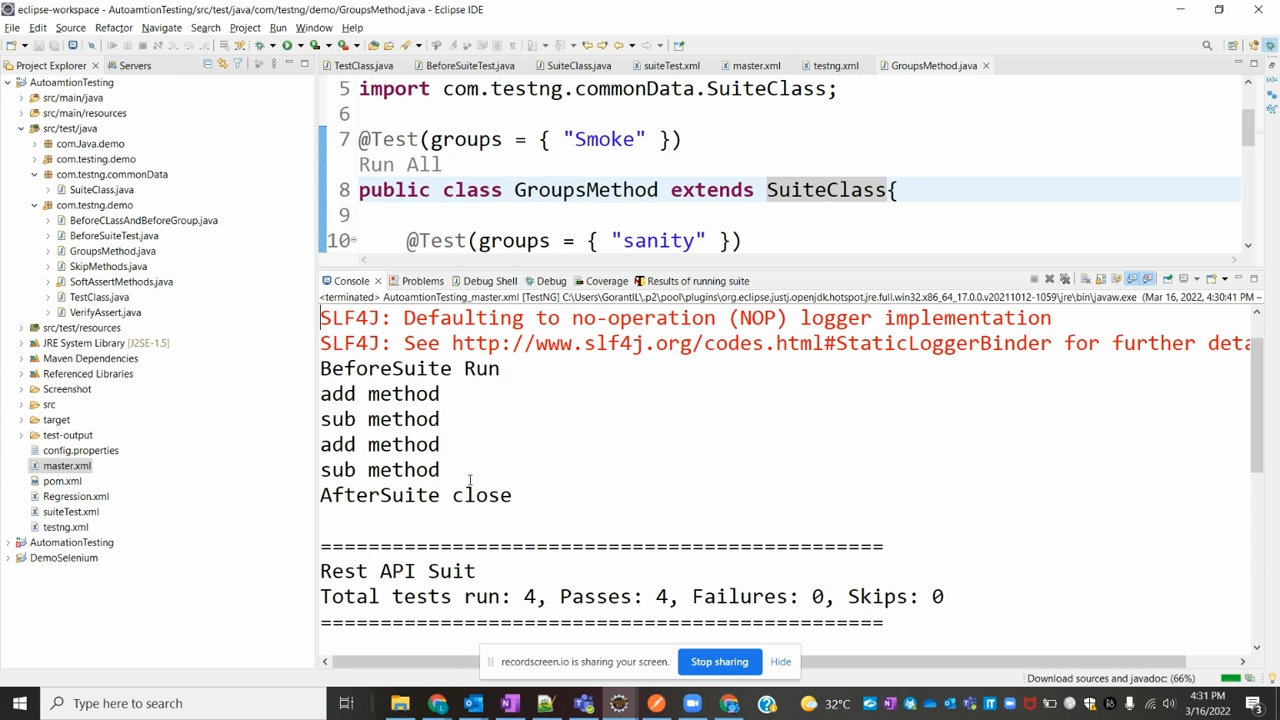 eclipse-workspace - AutoamtionTesting/src/test/java/com/testng/demo/GroupsMethod.java - Eclipse IDE
File Edit Source Refactor Navigate Search Project Run Window Help
Project Explorer Servers
TestClass.java BeforeSuiteTest.java SuiteClass.java suiteTest.xml master.xml testng.xml GroupsMethod.java
AutoamtionTesting
src/main/java
src/main/resources
src/test/java
com.Java.demo
com.testing.demo
com.testng.commonData
SuiteClass.java
com.testng.demo
BeforeCLassAndBeforeGroup.java
BeforeSuiteTest.java
GroupsMethod.java
SkipMethods.java
SoftAssertMethods.java
TestClass.java
VerifyAssert.java
src/test/resources
JRE System Library [J2SE-1.5]
Maven Dependencies
Referenced Libraries
Screenshot
src
target
test-output
config.properties
master.xml
pom.xml
Regression.xml
suiteTest.xml
testng.xml
AutomationTesting
DemoSelenium
5 import com.testng.commonData.SuiteClass;
6
7 @Test(groups = { "Smoke" })
Run All
8 public class GroupsMethod extends SuiteClass{
9
10 @Test(groups = { "sanity" })
Console Problems Debug Shell Debug Coverage Results of running suite
<terminated> AutoamtionTesting_master.xml [TestNG] C:\Users\GorantlL\.p2\pool\plugins\org.eclipse.justj.openjdk.hotspot.jre.full.win32.x86_64_17.0.0.v20211012-1059\jre\bin\javaw.exe (Mar 16, 2022, 4:30:41 PM)
SLF4J: Defaulting to no-operation (NOP) logger implementation
SLF4J: See http://www.slf4j.org/codes.html#StaticLoggerBinder for further deta
BeforeSuite Run
add method
sub method
add method
sub method
AfterSuite close
===============================================
Rest API Suit
Total tests run: 4, Passes: 4, Failures: 0, Skips: 0
===============================================
recordscreen.io is sharing your screen. Stop sharing Hide
Download sources and javadoc: (66%)
Type here to search
32°C
4:31 PM
3/16/2022
3